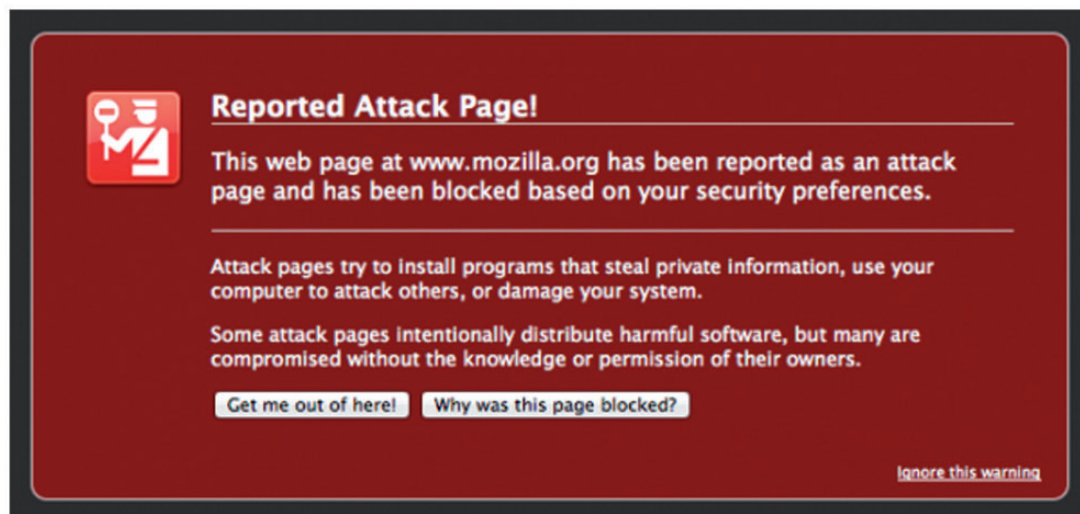 Reported Attack Page!
This web page at www.mozilla.org has been reported as an attack
page and has been blocked based on your security preferences.
Attack pages try to install programs that steal private information, use your
computer to attack others, or damage your system.
Some attack pages intentionally distribute harmful software, but many are
compromised without the knowledge or permission of their owners.
Get me out of here! Why was this page blocked?
Ignore this warning